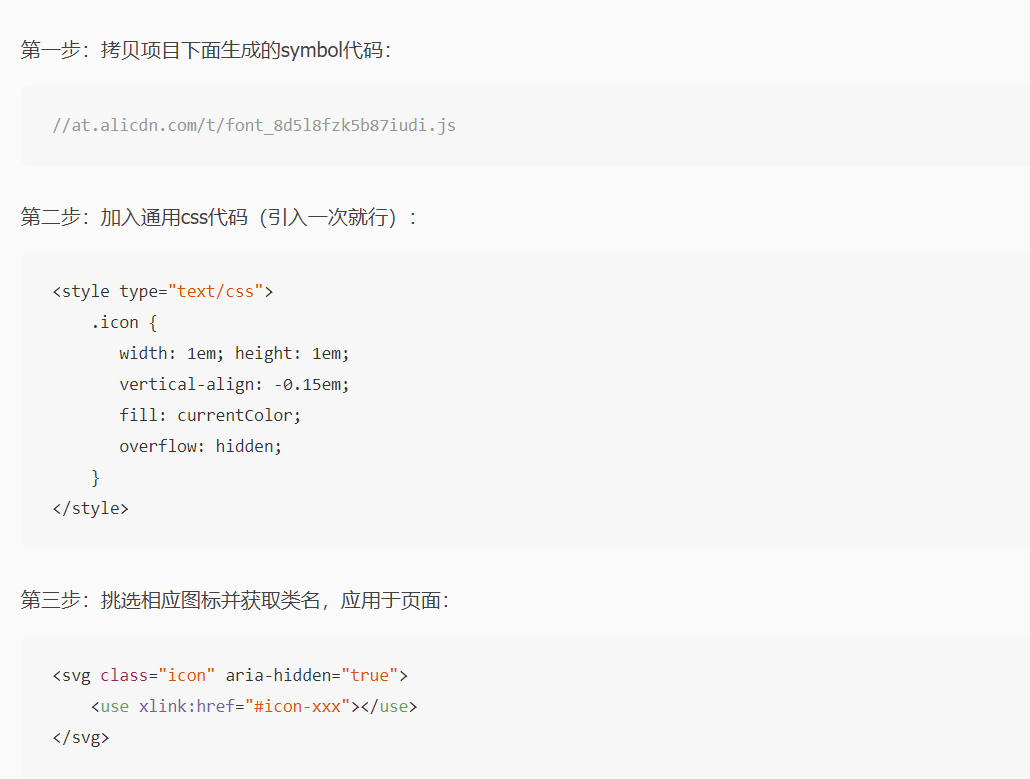 第一步：拷贝项目下面生成的symbol代码：
//at.alicdn.com/t/font_8d5l8fzk5b87iudi.js
第二步：加入通用css代码（引入一次就行）：
<style type="text/css">
    .icon {
       width: 1em; height: 1em;
       vertical-align: -0.15em;
       fill: currentColor;
       overflow: hidden;
    }
</style>
第三步：挑选相应图标并获取类名，应用于页面：
<svg class="icon" aria-hidden="true">
    <use xlink:href="#icon-xxx"></use>
</svg>